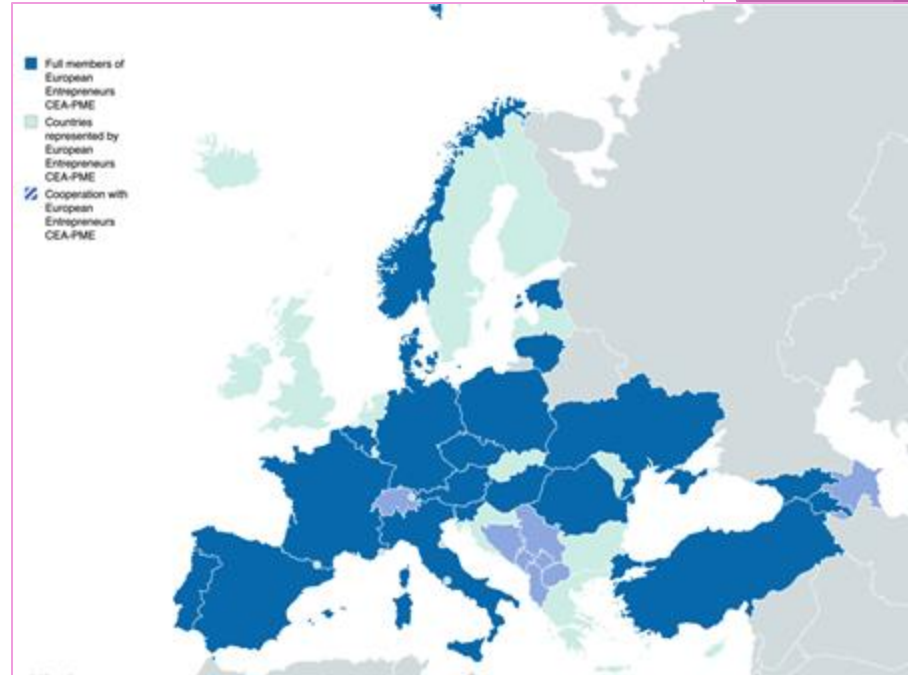 Full members of
European
Entrepreneurs
CEA-PME
Countries
represented by
European
Entrepreneurs
CEA-PME
Cooperation with
European
Entrepreneurs
CEA-PME